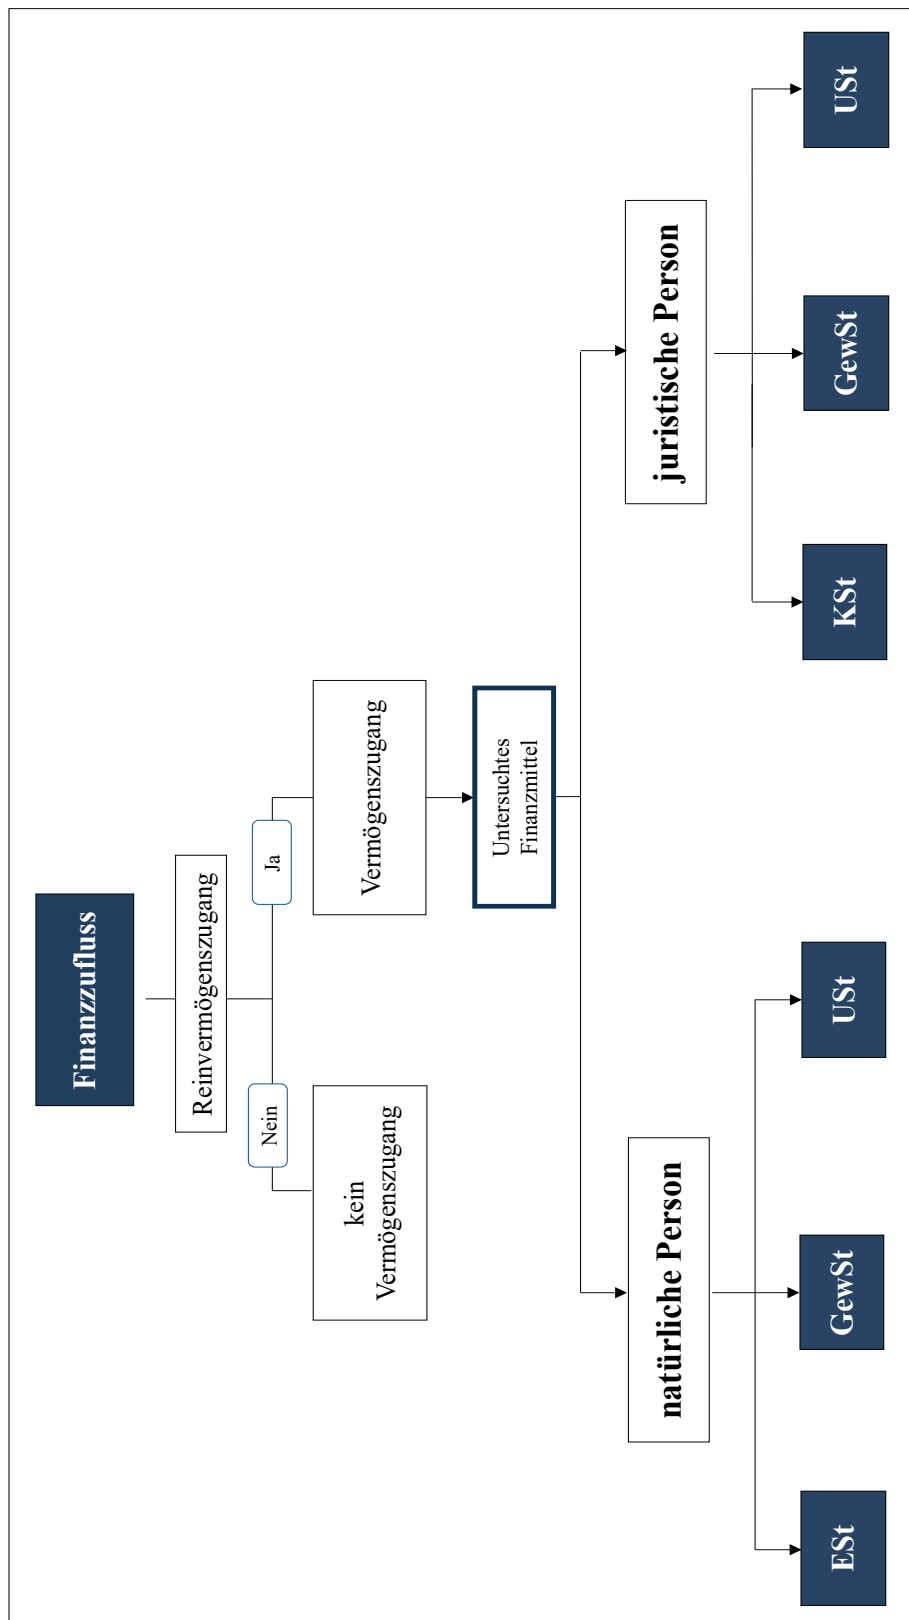 Finanzzufluss
Reinvermögenszugang
Nein
Ja
kein
Vermögenszugang
Vermögenszugang
Untersuchtes
Finanzmittel
natürliche Person
juristische Person
ESt
GewSt
USt
KSt
GewSt
USt